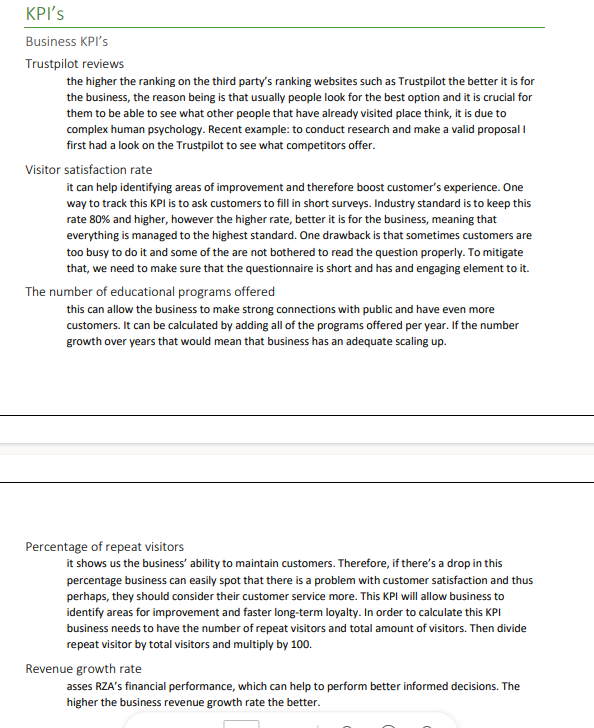 KPI's
Business KPI's
Trustpilot reviews
the higher the ranking on the third party's ranking websites such as Trustpilot the better it is for
the business, the reason being is that usually people look for the best option and it is crucial for
them to be able to see what other people that have already visited place think, it is due to
complex human psychology. Recent example: to conduct research and make a valid proposal I
first had a look on the Trustpilot to see what competitors offer.
Visitor satisfaction rate
it can help identifying areas of improvement and therefore boost customer's experience. One
way to track this KPI is to ask customers to fill in short surveys. Industry standard is to keep this
rate 80% and higher, however the higher rate, better it is for the business, meaning that
everything is managed to the highest standard. One drawback is that sometimes customers are
too busy to do it and some of the are not bothered to read the question properly. To mitigate
that, we need to make sure that the questionnaire is short and has and engaging element to it.
The number of educational programs offered
this can allow the business to make strong connections with public and have even more
customers. It can be calculated by adding all of the programs offered per year. If the number
growth over years that would mean that business has an adequate scaling up.
Percentage of repeat visitors
it shows us the business' ability to maintain customers. Therefore, if there's a drop in this
percentage business can easily spot that there is a problem with customer satisfaction and thus
perhaps, they should consider their customer service more. This KPI will allow business to
identify areas for improvement and faster long-term loyalty. In order to calculate this KPI
business needs to have the number of repeat visitors and total amount of visitors. Then divide
repeat visitor by total visitors and multiply by 100.
Revenue growth rate
asses RZA's financial performance, which can help to perform better informed decisions. The
higher the business revenue growth rate the better.